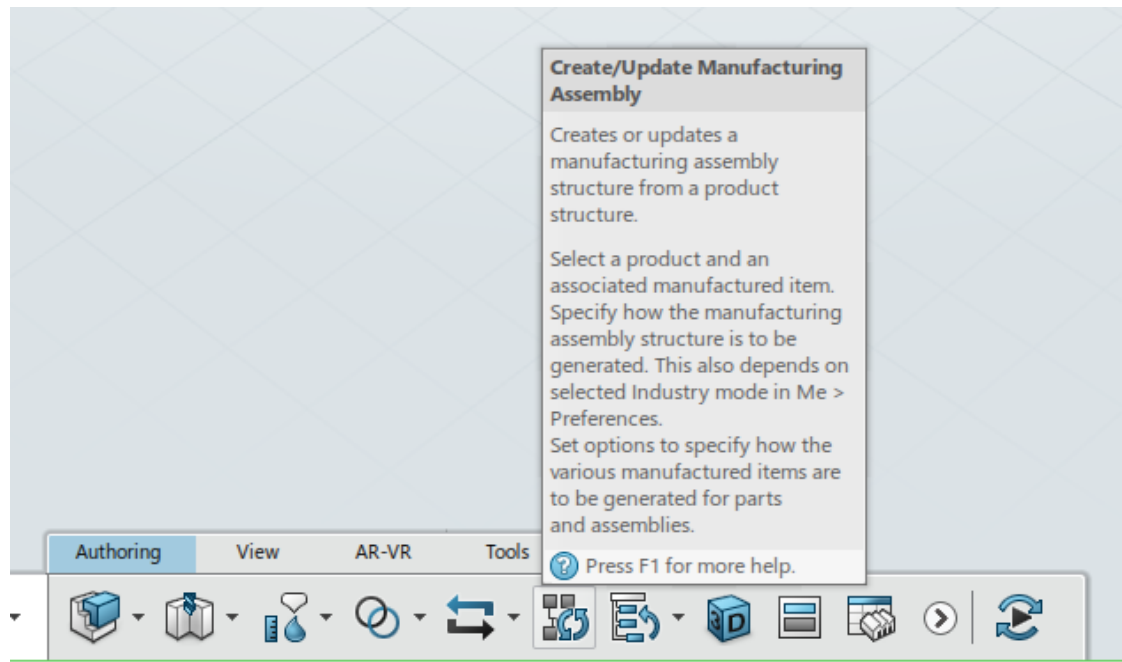 Create/Update Manufacturing
Assembly
Creates or updates a
manufacturing assembly
structure from a product
structure.
Select a product and an
associated manufactured item.
Specify how the manufacturing
assembly structure is to be
generated. This also depends on
selected Industry mode in Me >
Preferences.
Set options to specify how the
various manufactured items are
to be generated for parts
and assemblies.
? Press F1 for more help.
Authoring View AR-VR Tools
3D